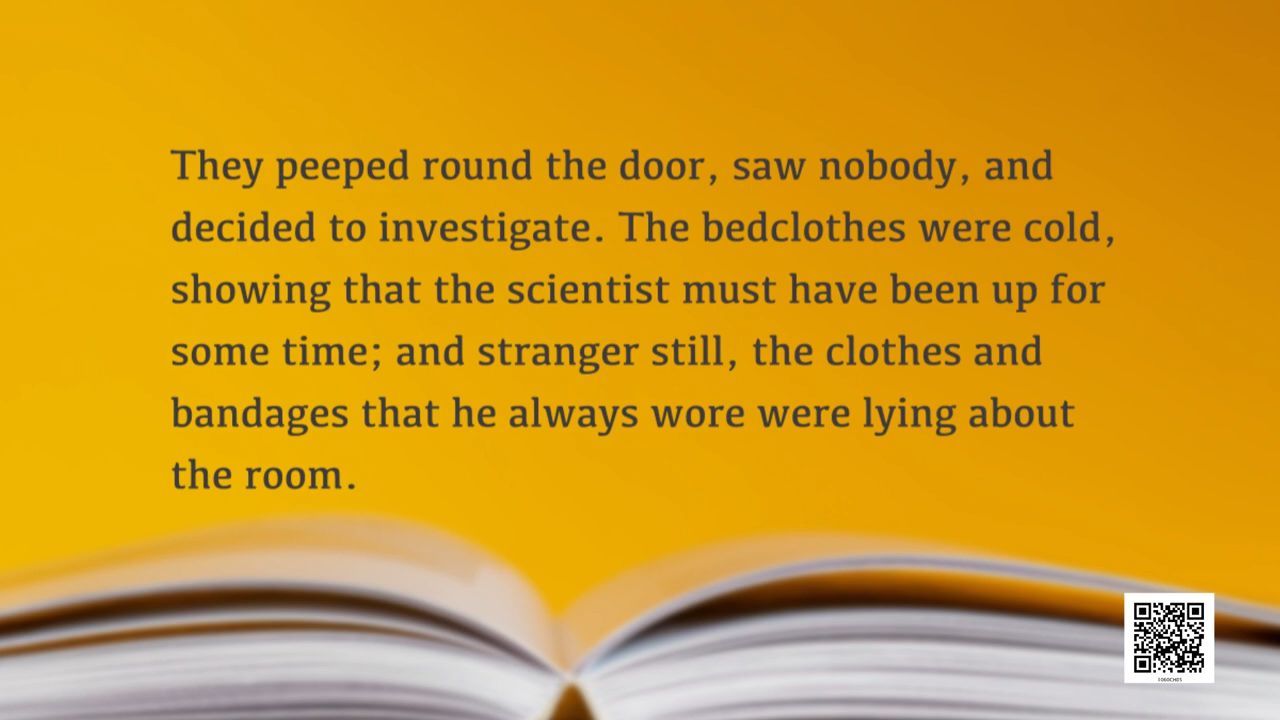 They peeped round the door, saw nobody, and
decided to investigate. The bedclothes were cold,
showing that the scientist must have been up for
some time; and stranger still, the clothes and
bandages that he always wore were lying about
the room.